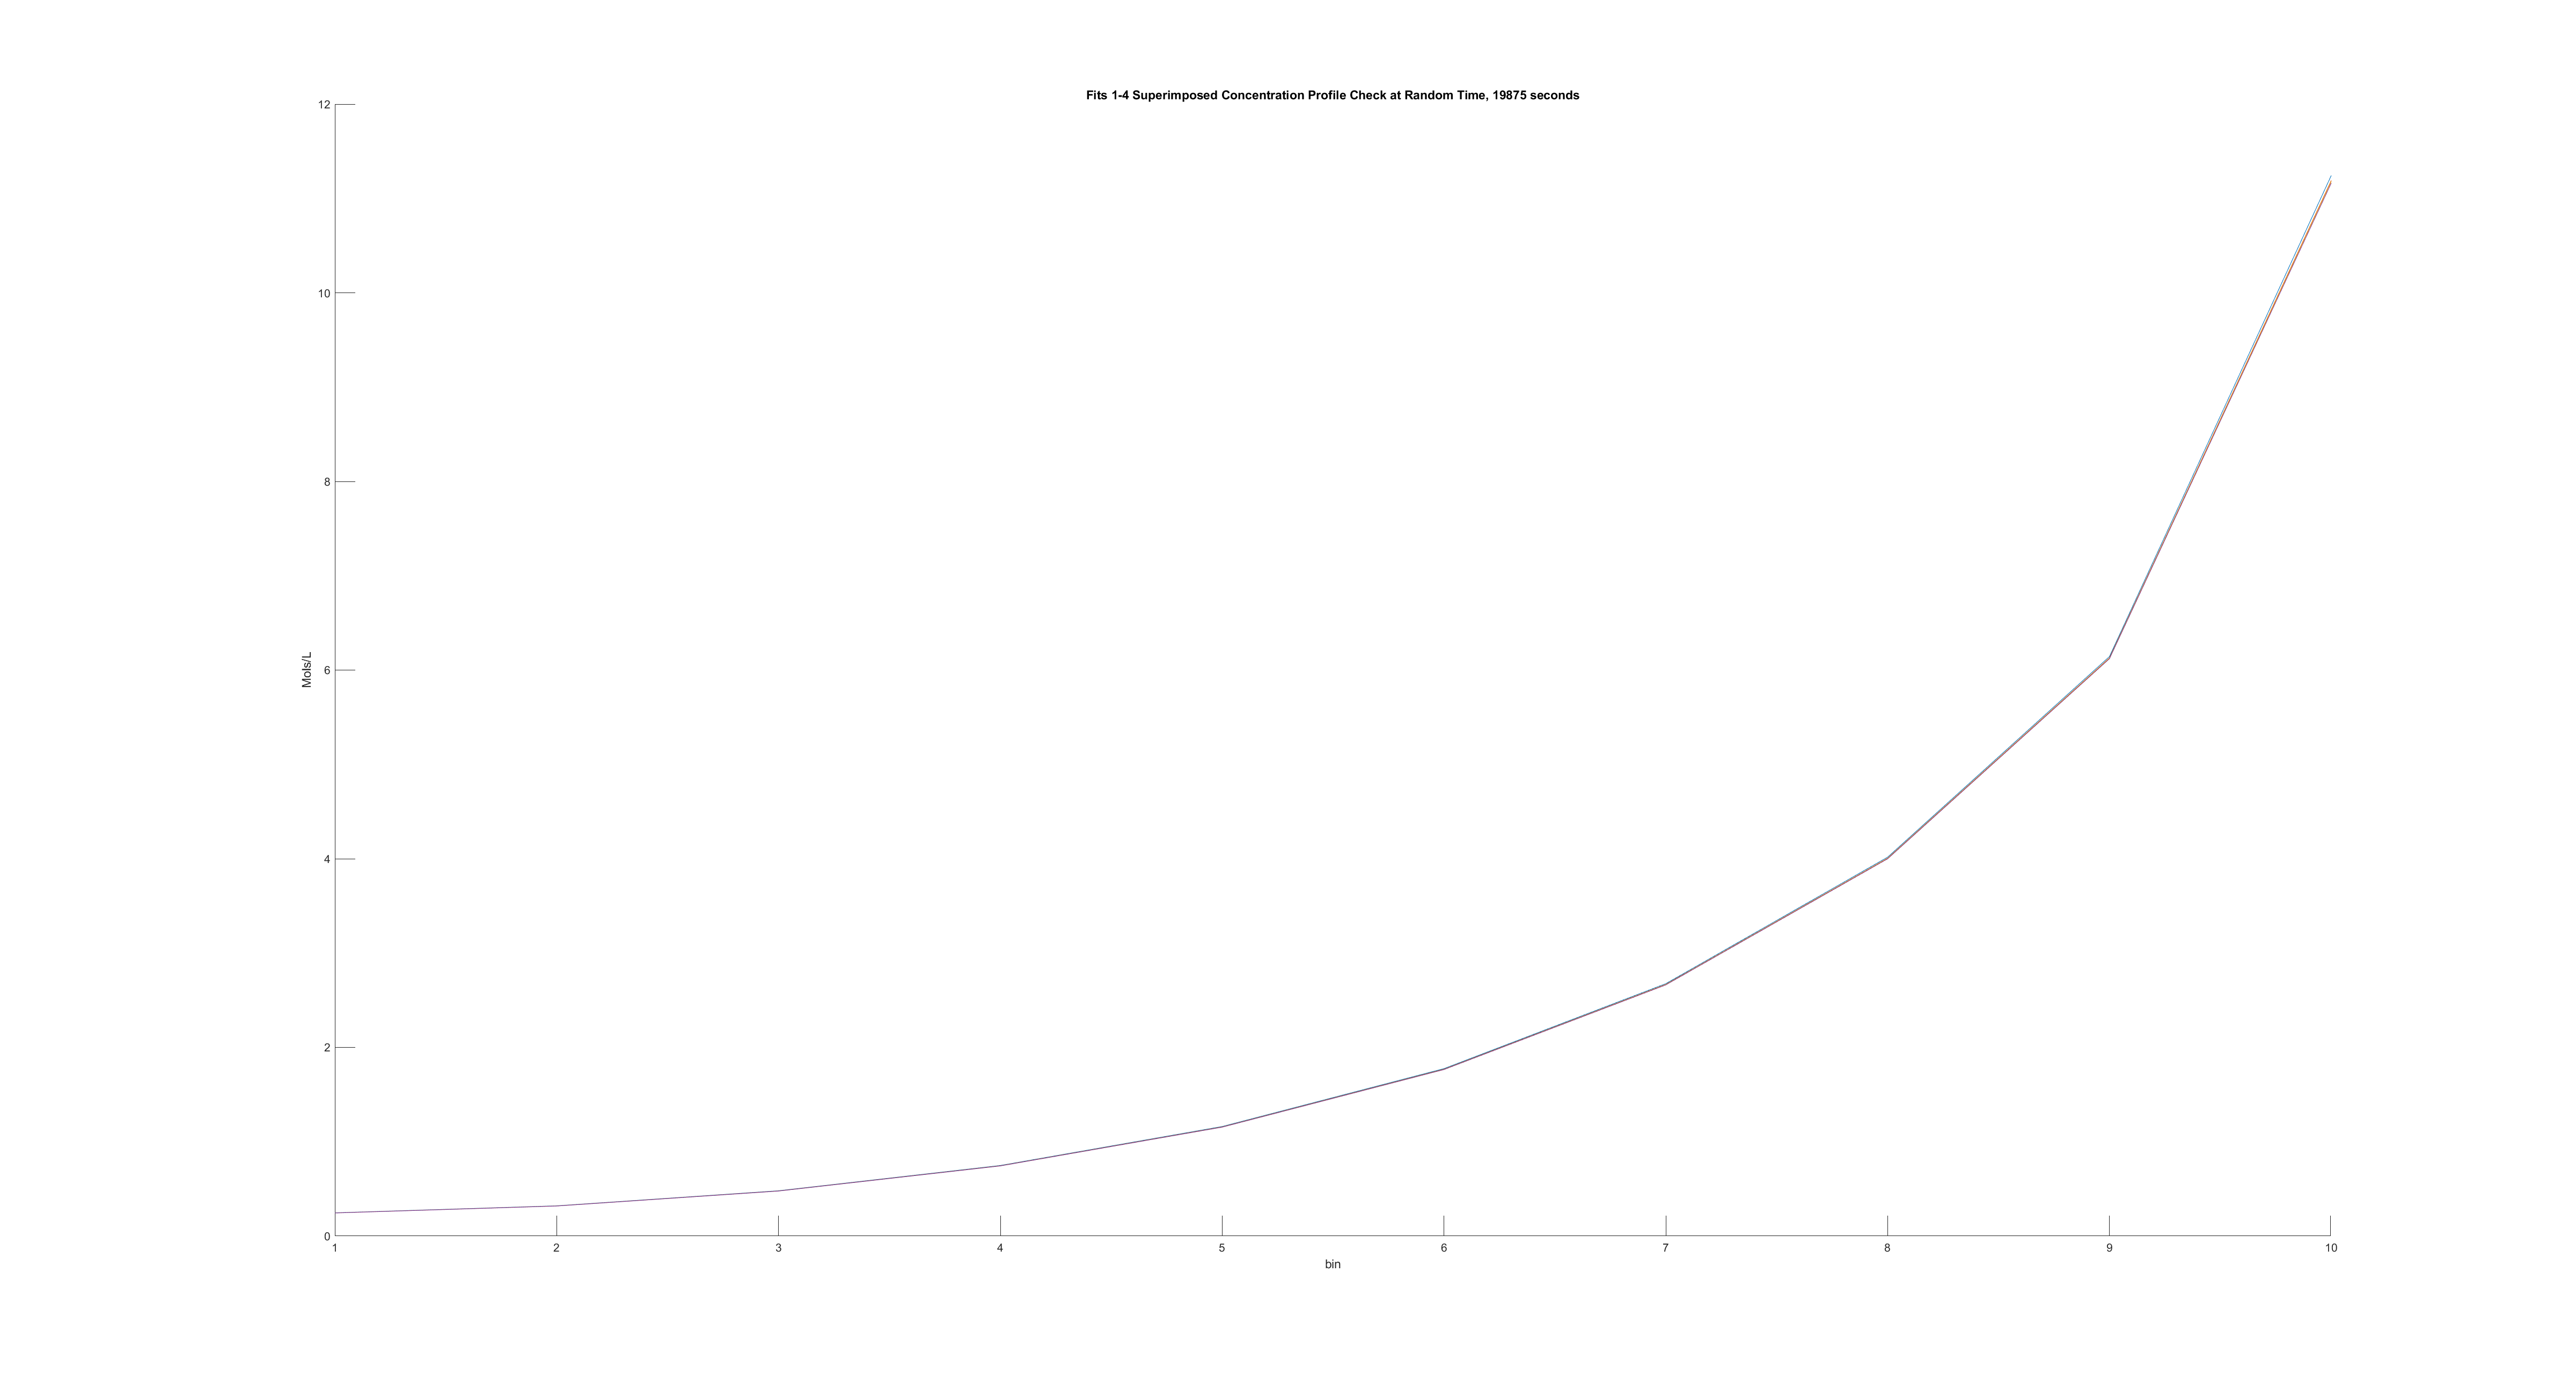 Fits 1-4 Superimposed Concentration Profile Check at Random Time, 19875 seconds
12
10
8
6
4
2
0
Mols/L
1 2 3 4 5 6 7 8 9 10
bin